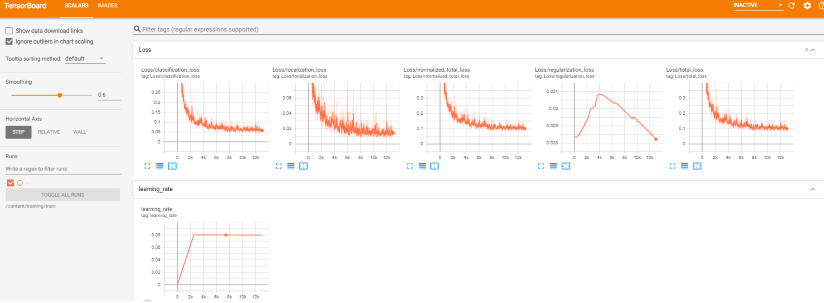 TensorBoard SCALARS IMAGES INACTIVE
Show data download links
Ignore outliers in chart scaling
Tooltip sorting method: default
Smoothing
0.6
Horizontal Axis
STEP RELATIVE WALL
Runs
Write a regex to filter runs
TOGGLE ALL RUNS
/content/training/train
Filter tags (regular expressions supported)
Loss
Loss/classification_loss
tag: Loss/classification_loss
0.25
0.2
0.15
0.1
0.05
0
0 2k 4k 6k 8k 10k 12k
Loss/localization_loss
tag: Loss/localization_loss
0.08
0.04
0.02
0
0 2k 4k 6k 8k 10k 12k
Loss/normalized_total_loss
tag: Loss/normalized_total_loss
0.4
0.3
0.2
0.1
0
0 2k 4k 6k 8k 10k 12k
Loss/regularization_loss
tag: Loss/regularization_loss
0.03
0 2k 4k 6k 8k 10k 12k
Loss/total_loss
tag: Loss/total_loss
0.4
0.3
0.2
0.1
0
0 2k 4k 6k 8k 10k 12k
learning_rate
learning_rate
tag: learning_rate
0.08
0.06
0.04
0.02
0
0 2k 4k 6k 8k 10k 12k